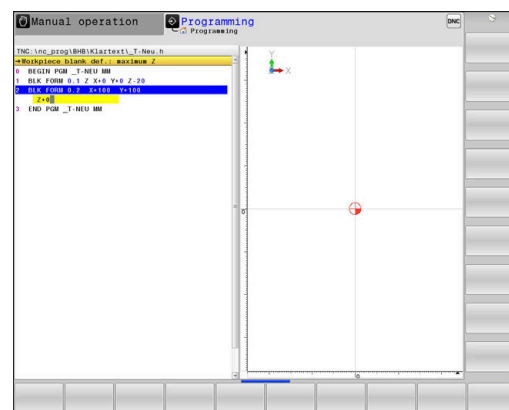 Manual operation
Programming
DNC
Programming
TNC:\nc_prog\BHB\Klartext\_T-Neu.h
→Workpiece blank def.: maximum Z
0 BEGIN PGM _T-NEU MM
1 BLK FORM 0.1 Z X+0 Y+0 Z-20
2 BLK FORM 0.2 X+100 Y+100
Z+0
3 END PGM _T-NEU MM
Y
X
0
0